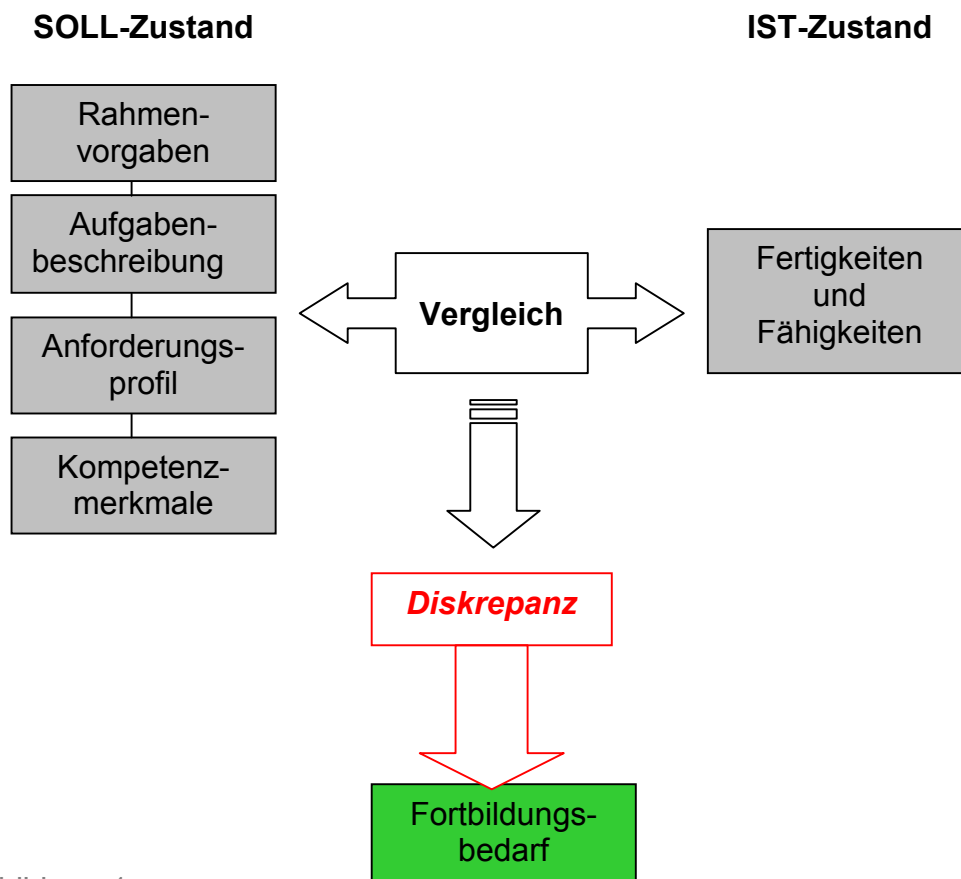 SOLL-Zustand
IST-Zustand
Rahmen-
vorgaben
Aufgaben-
beschreibung
Anforderungs-
profil
Kompetenz-
merkmale
Vergleich
Fertigkeiten
und
Fähigkeiten
Diskrepanz
Fortbildungs-
bedarf